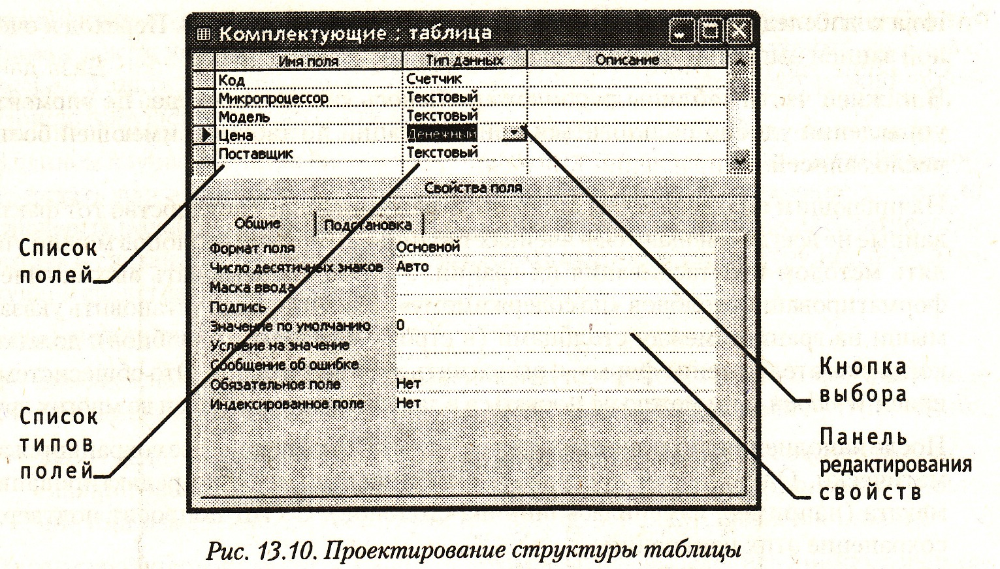 Комплектующие : таблица
Имя поля Тип данных Описание
Код Счетчик
Микропроцессор Текстовый
Модель Текстовый
Цена Денежный
Поставщик Текстовый
Свойства поля
Общие Подстановка
Формат поля Основной
Число десятичных знаков Авто
Маска ввода
Подпись
Значение по умолчанию 0
Условие на значение
Сообщение об ошибке
Обязательное поле Нет
Индексированное поле Нет
Список
полей
Список
типов
полей
Кнопка
выбора
Панель
редактирования
свойств
Рис. 13.10. Проектирование структуры таблицы